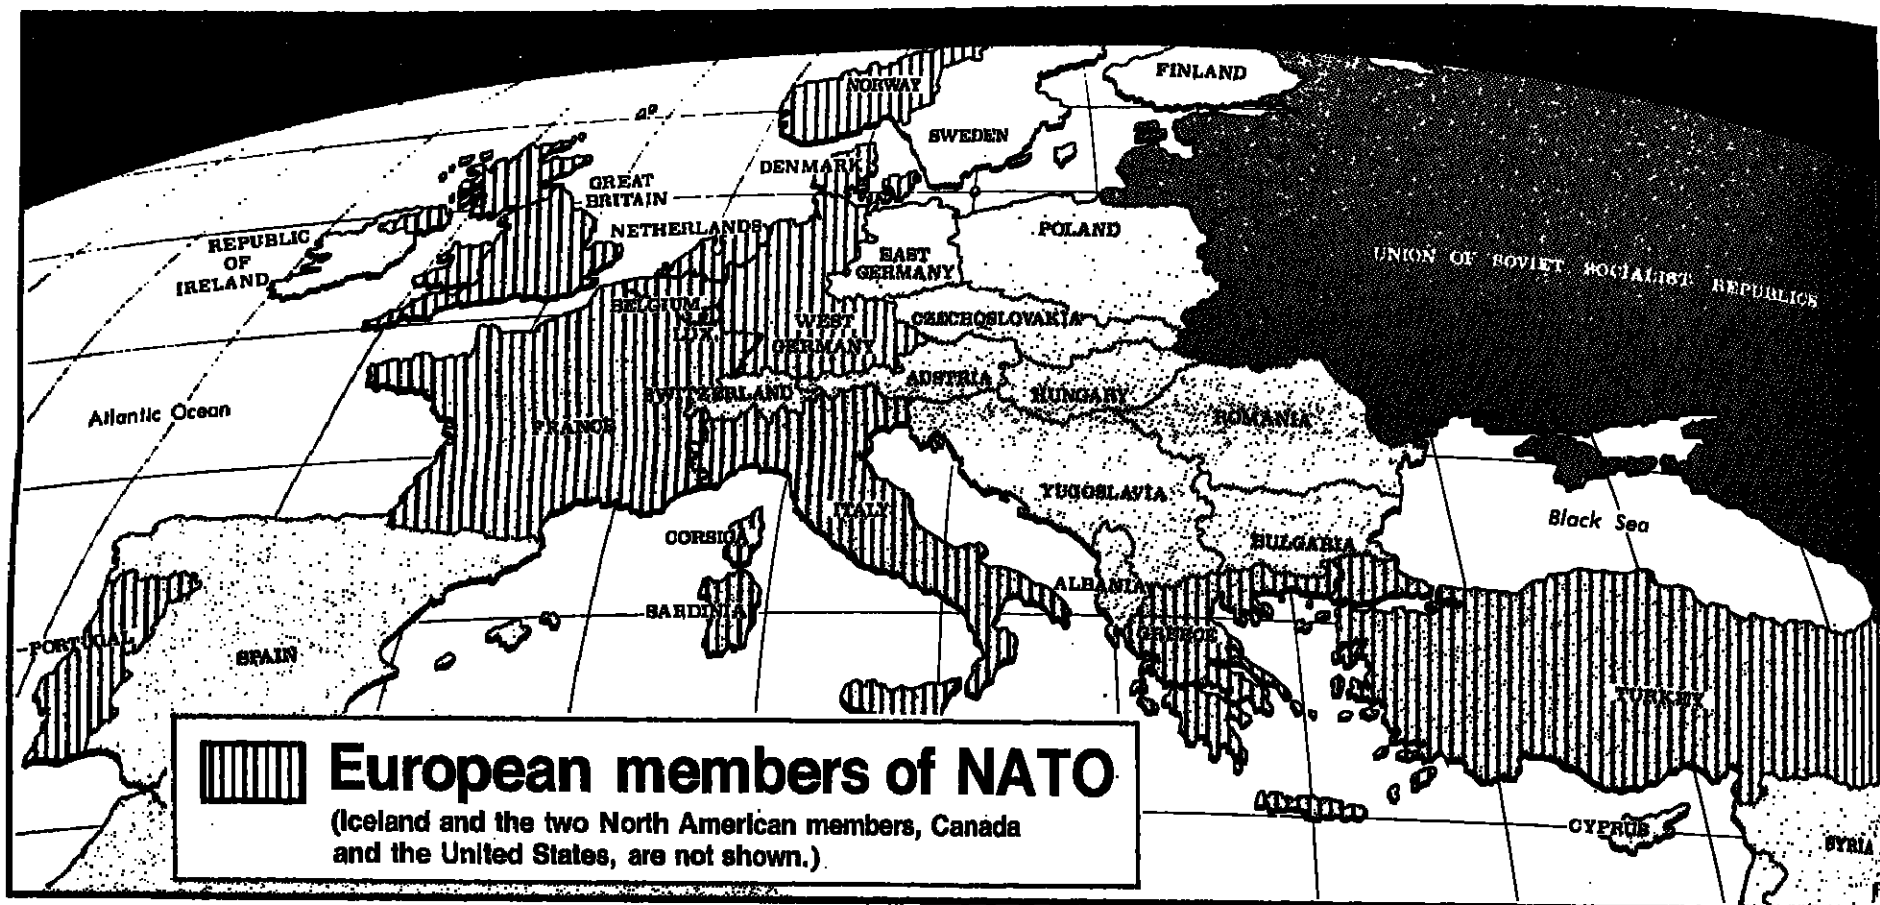 FINLAND
NORWAY
SWEDEN
DENMARK
GREAT
BRITAIN
NETHERLANDS
POLAND
REPUBLIC
OF
IRELAND
EAST
GERMANY
UNION OF SOVIET SOCIALIST REPUBLICS
BELGIUM
LUX.
WEST
GERMANY
CZECHOSLOVAKIA
SWITZERLAND
AUSTRIA
HUNGARY
ROMANIA
Atlantic Ocean
FRANCE
YUGOSLAVIA
ITALY
Black Sea
CORSICA
BULGARIA
ALBANIA
SARDINIA
GREECE
PORTUGAL
SPAIN
TURKEY
European members of NATO
(Iceland and the two North American members, Canada
and the United States, are not shown.)
CYPRUS
SYRIA